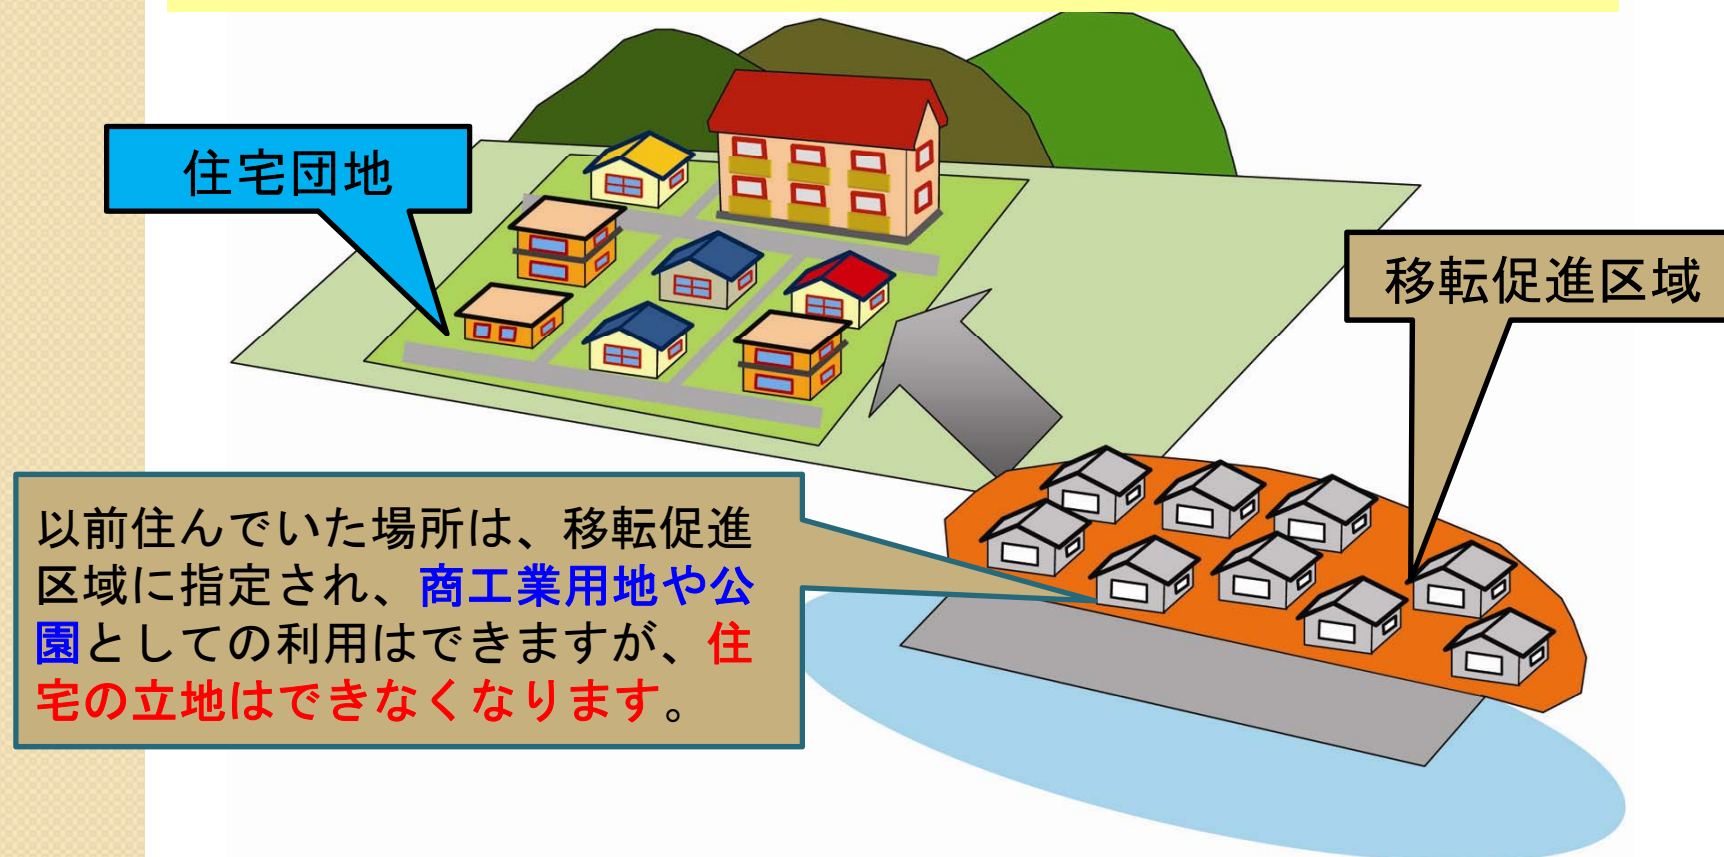 住宅団地
移転促進区域
以前住んでいた場所は、移転促進
区域に指定され、商工業用地や公
園としての利用はできますが、住
宅の立地はできなくなります。